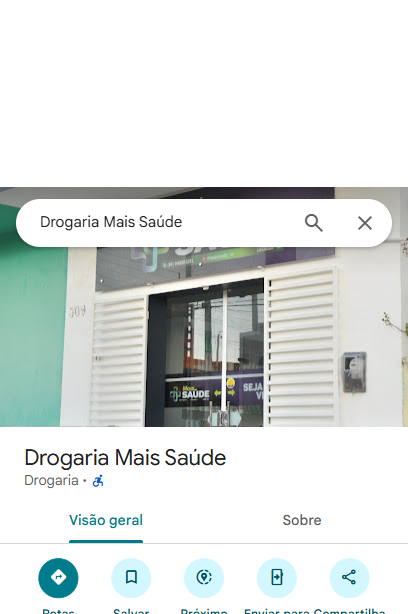 Drogaria Mais Saúde
309
Mais
SAÚDE
SEJA
Drogaria Mais Saúde
Drogaria ·
Visão geral
Sobre
Rotas
Salvar
Próximo
Enviar para
Compartilha